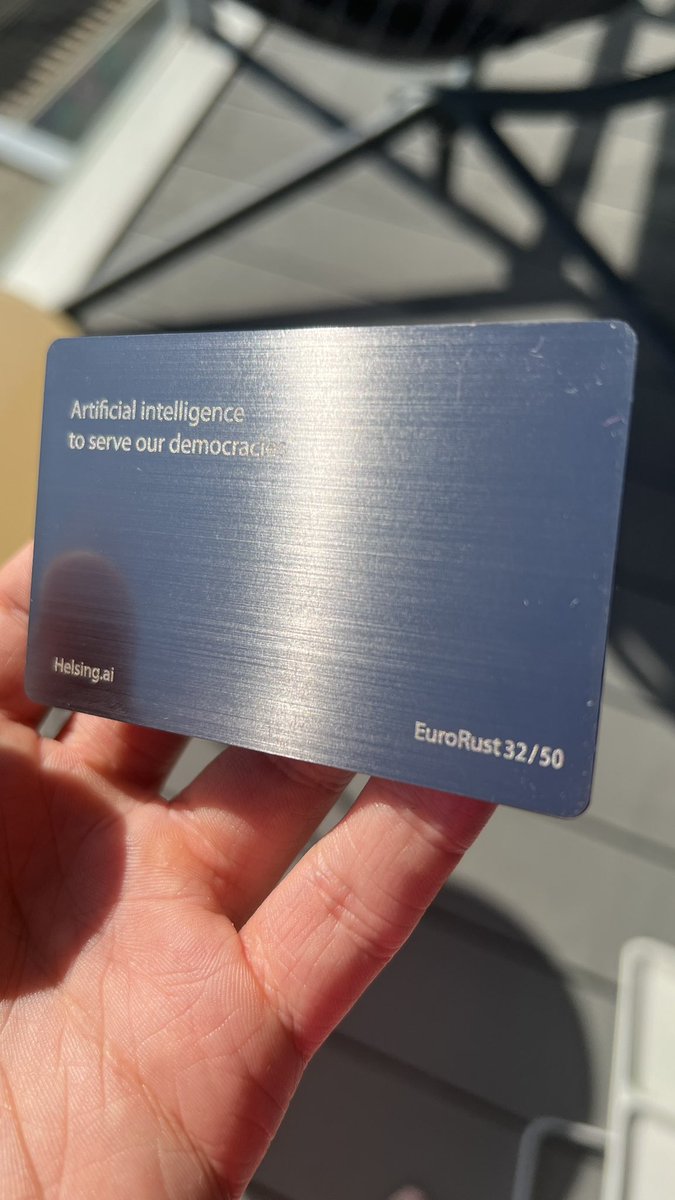 Artificial intelligence
to serve our democracies
Helsing.ai
EuroRust 32/50